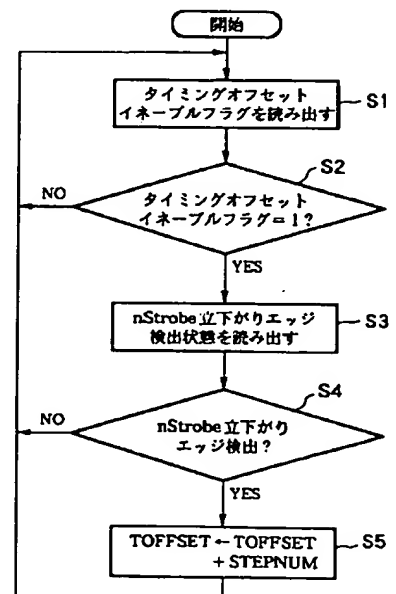 開始
タイミングオフセット
イネーブルフラグを読み出す
S1
S2
タイミングオフセット
イネーブルフラグ=1?
NO
YES
nStrobe立下がりエッジ
検出状態を読み出す
S3
S4
nStrobe立下がり
エッジ検出?
NO
YES
TOFFSET←TOFFSET
+STEPNUM
S5